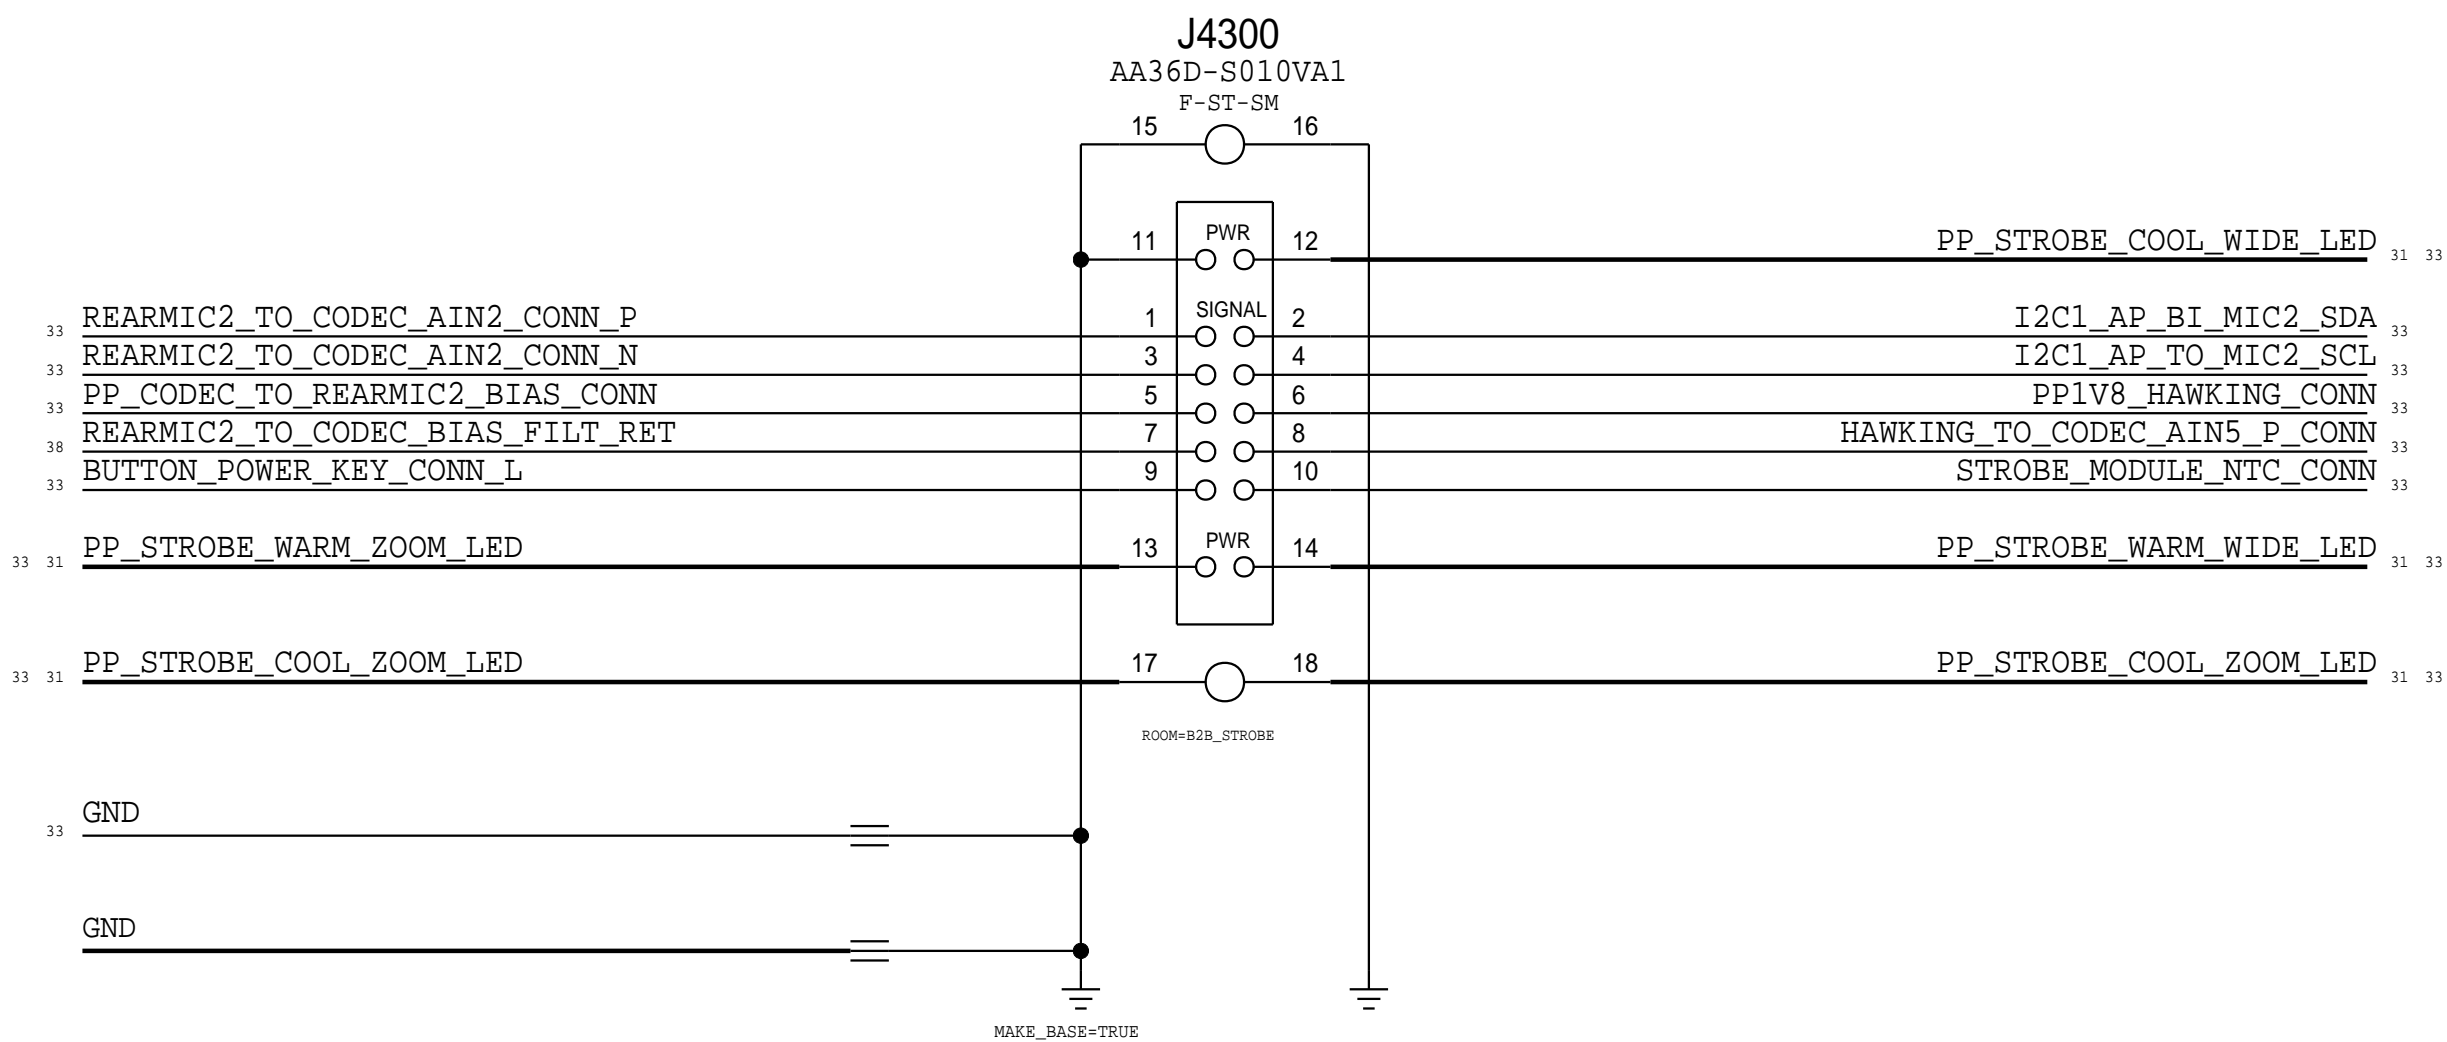 J4300
AA36D-S010VA1
F-ST-SM
15 16
11 PWR 12 PP_STROBE_COOL_WIDE_LED 31 33
33 REARMIC2_TO_CODEC_AIN2_CONN_P 1 SIGNAL 2 I2C1_AP_BI_MIC2_SDA 33
33 REARMIC2_TO_CODEC_AIN2_CONN_N 3 4 I2C1_AP_TO_MIC2_SCL 33
33 PP_CODEC_TO_REARMIC2_BIAS_CONN 5 6 PP1V8_HAWKING_CONN 33
38 REARMIC2_TO_CODEC_BIAS_FILT_RET 7 8 HAWKING_TO_CODEC_AIN5_P_CONN 33
33 BUTTON_POWER_KEY_CONN_L 9 10 STROBE_MODULE_NTC_CONN 33
33 31 PP_STROBE_WARM_ZOOM_LED 13 PWR 14 PP_STROBE_WARM_WIDE_LED 31 33
33 31 PP_STROBE_COOL_ZOOM_LED 17 18 PP_STROBE_COOL_ZOOM_LED 31 33
ROOM=B2B_STROBE
33 GND
GND
MAKE_BASE=TRUE